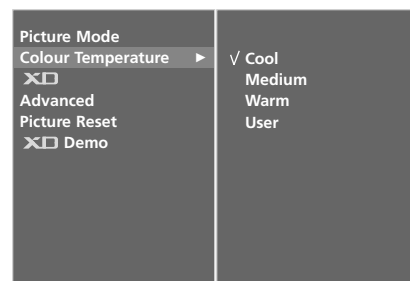 Picture Mode
Colour Temperature ►
XD
Advanced
Picture Reset
XD Demo
√ Cool
Medium
Warm
User